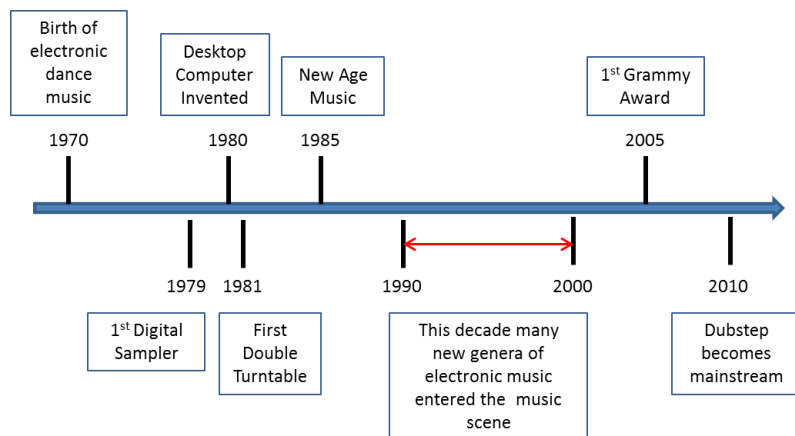 Birth of
electronic
dance
music
1970
Desktop
Computer
Invented
1980
New Age
Music
1985
1st Grammy
Award
2005
1979
1st Digital
Sampler
1981
First
Double
Turntable
1990
2000
This decade many
new genera of
electronic music
entered the music
scene
2010
Dubstep
becomes
mainstream